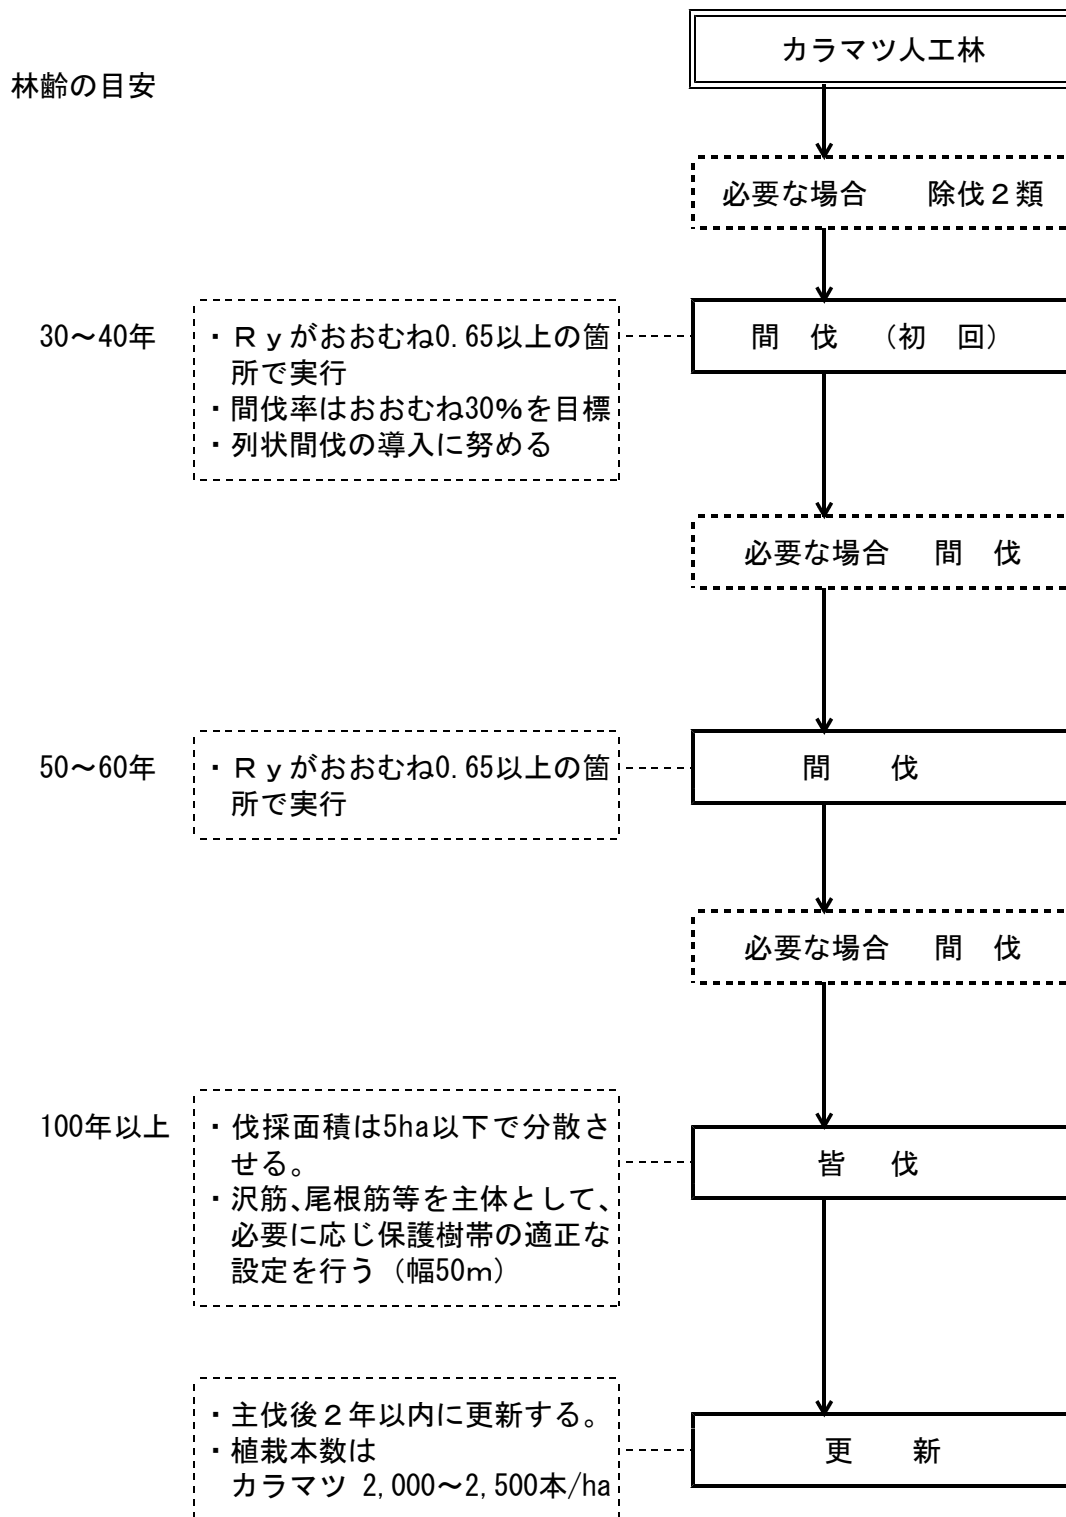 カラマツ人工林
林齢の目安
必要な場合　　除伐２類
30～40年
・Ｒｙがおおむね0.65以上の箇
所で実行
・間伐率はおおむね30%を目標
・列状間伐の導入に努める
間　伐　（初　回）
必要な場合　間　伐
50～60年
・Ｒｙがおおむね0.65以上の箇
所で実行
間　　伐
必要な場合　間　伐
100年以上
・伐採面積は5ha以下で分散さ
せる。
・沢筋、尾根筋等を主体として、
必要に応じ保護樹帯の適正な
設定を行う（幅50ｍ）
皆　伐
・主伐後２年以内に更新する。
・植栽本数は
カラマツ 2,000～2,500本/ha
更　　新